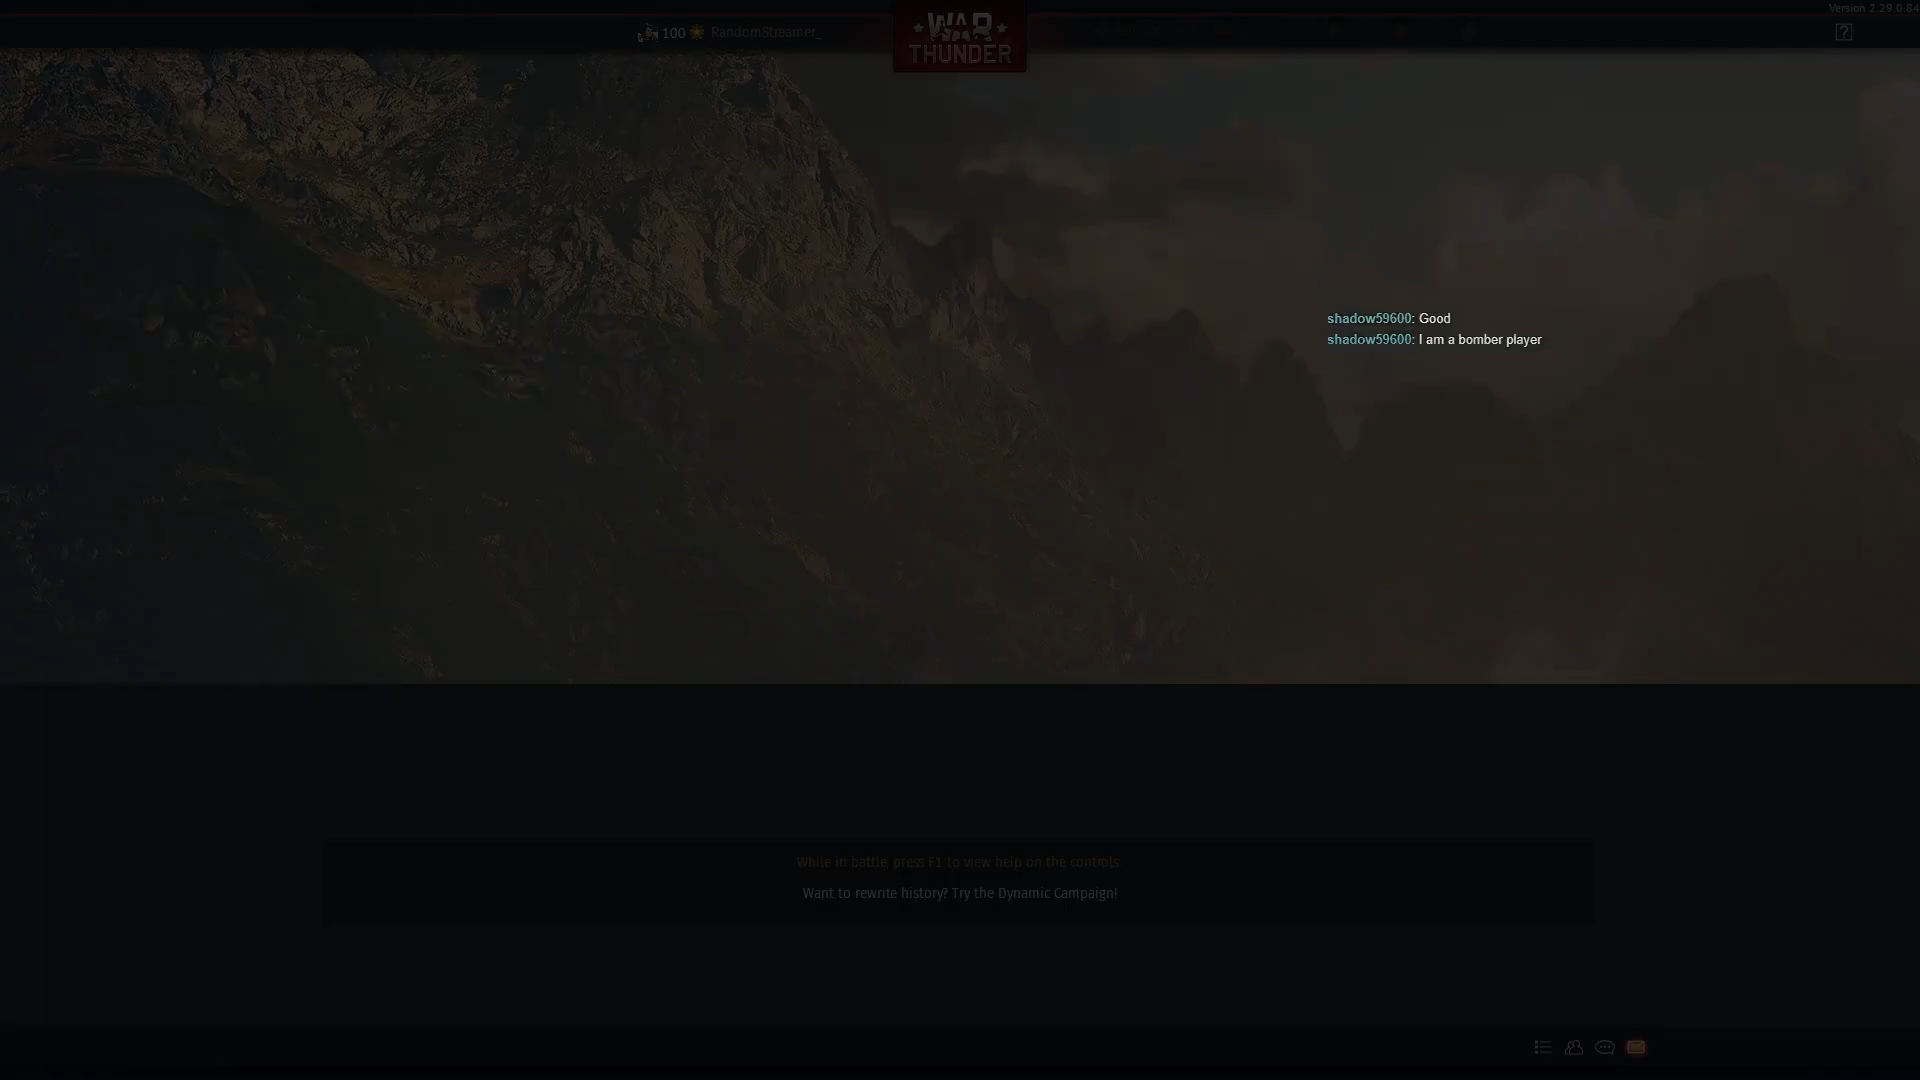 Version 2.29.0.84
100 RandomStreamer_
WAR
THUNDER
shadow59600: Good
shadow59600: I am a bomber player
While in battle, press F1 to view help on the controls
Want to rewrite history? Try the Dynamic Campaign!